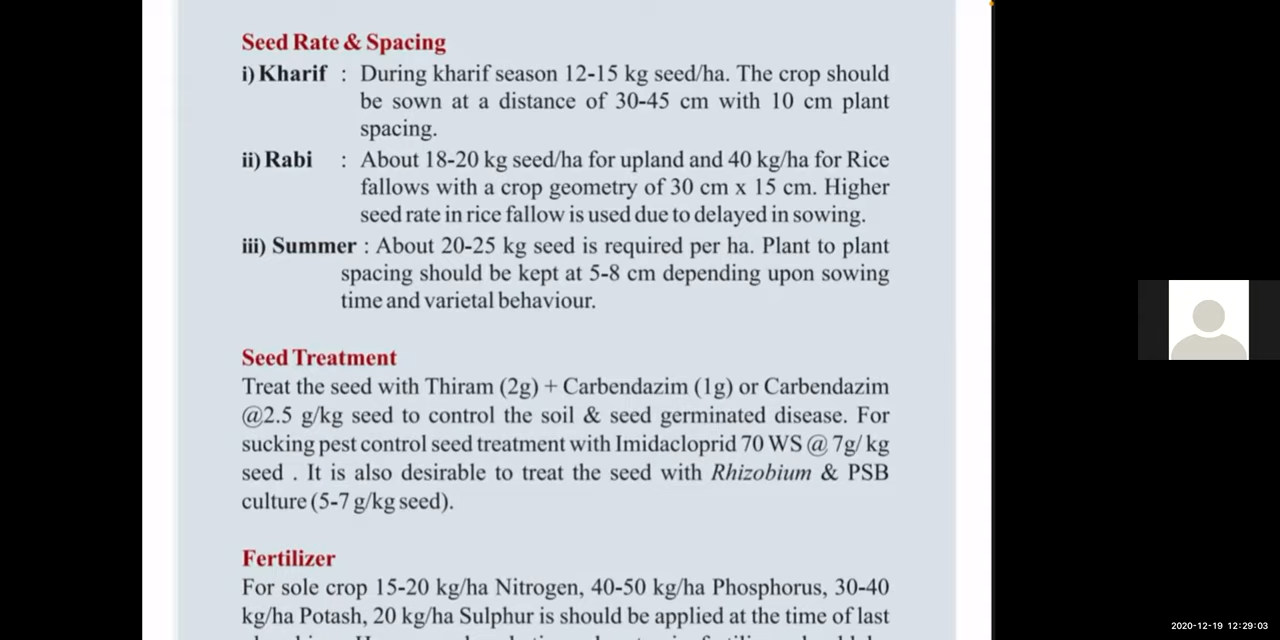 Seed Rate & Spacing
i) Kharif : During kharif season 12-15 kg seed/ha. The crop should
be sown at a distance of 30-45 cm with 10 cm plant
spacing.
ii) Rabi : About 18-20 kg seed/ha for upland and 40 kg/ha for Rice
fallows with a crop geometry of 30 cm x 15 cm. Higher
seed rate in rice fallow is used due to delayed in sowing.
iii) Summer : About 20-25 kg seed is required per ha. Plant to plant
spacing should be kept at 5-8 cm depending upon sowing
time and varietal behaviour.
Seed Treatment
Treat the seed with Thiram (2g) + Carbendazim (1g) or Carbendazim
@2.5 g/kg seed to control the soil & seed germinated disease. For
sucking pest control seed treatment with Imidacloprid 70 WS @ 7g/ kg
seed . It is also desirable to treat the seed with Rhizobium & PSB
culture (5-7 g/kg seed).
Fertilizer
For sole crop 15-20 kg/ha Nitrogen, 40-50 kg/ha Phosphorus, 30-40
kg/ha Potash, 20 kg/ha Sulphur is should be applied at the time of last
2020-12-19 12:29:03